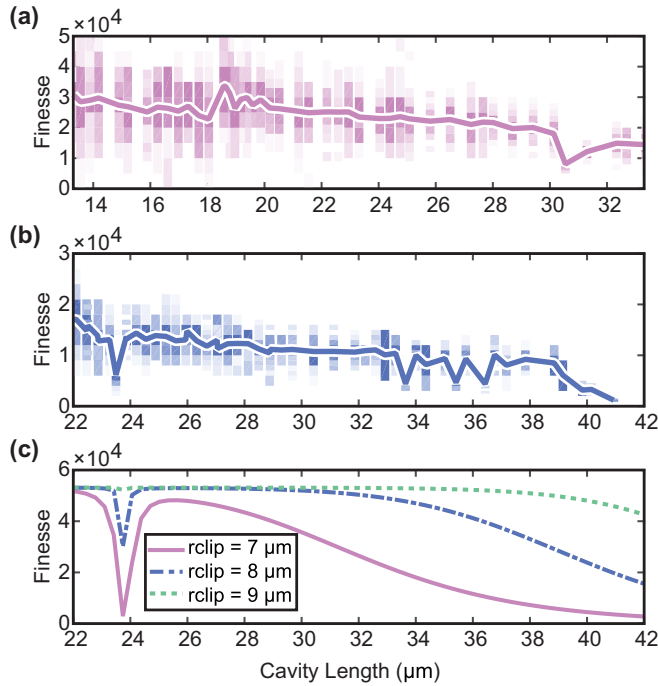 (a)
×10⁴
5
4
3
2
1
0
Finesse
14 16 18 20 22 24 26 28 30 32
(b)
×10⁴
3
2
1
0
Finesse
22 24 26 28 30 32 34 36 38 40 42
(c)
×10⁴
6
4
2
0
Finesse
rclip = 7 μm
rclip = 8 μm
rclip = 9 μm
22 24 26 28 30 32 34 36 38 40 42
Cavity Length (μm)